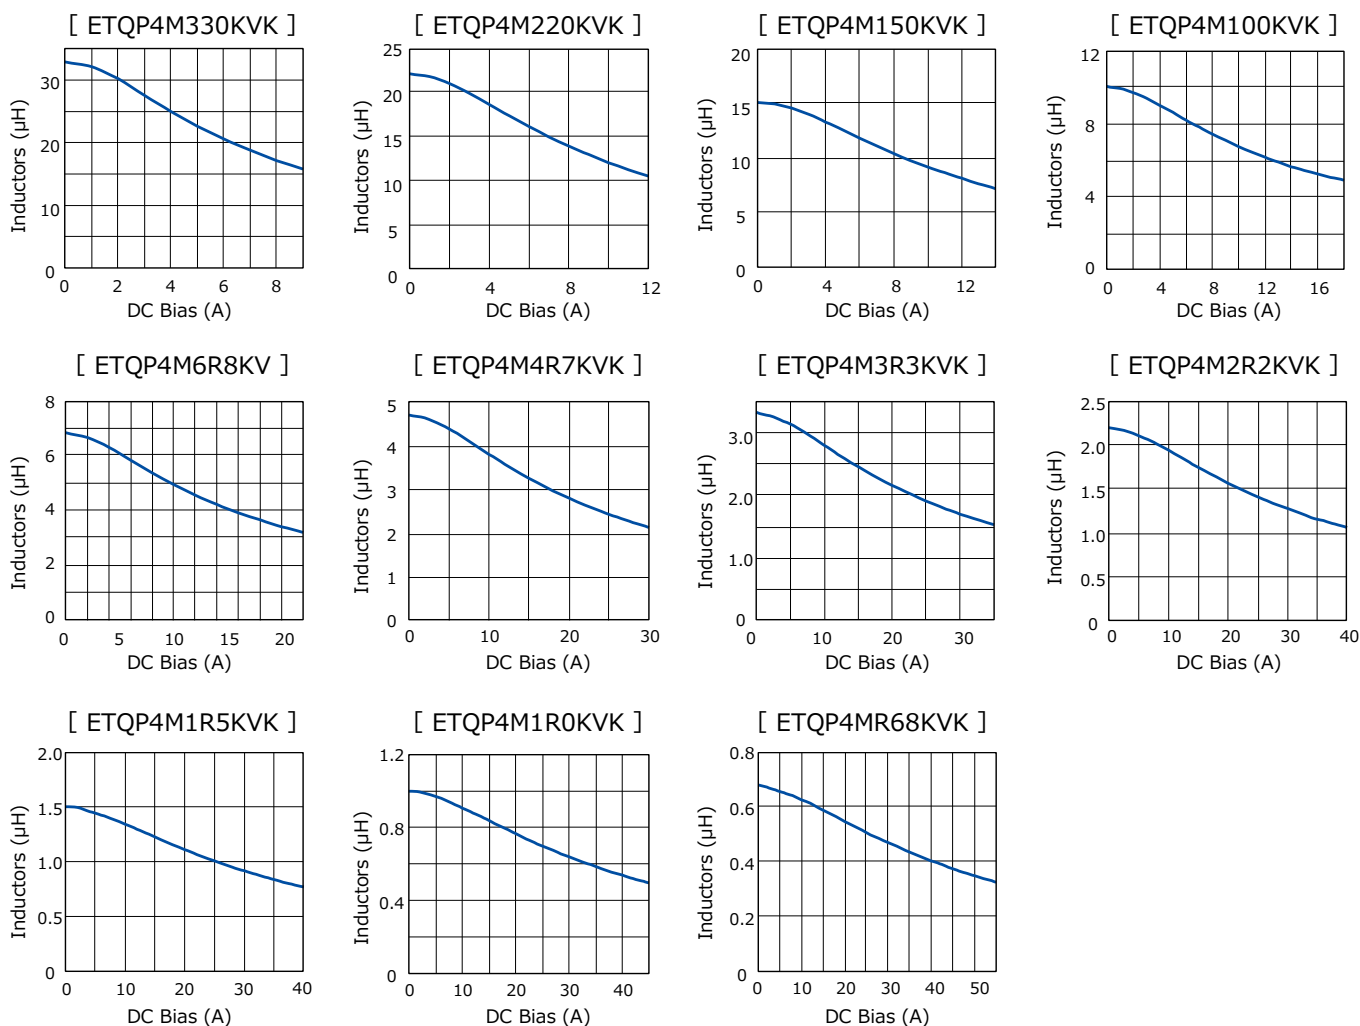 [ ETQP4M330KVK ]
30
20
10
0
0 2 4 6 8
Inductors (μH)
DC Bias (A)
[ ETQP4M220KVK ]
25
20
15
10
5
0
0 4 8 12
Inductors (μH)
DC Bias (A)
[ ETQP4M150KVK ]
20
15
10
5
0
0 4 8 12
Inductors (μH)
DC Bias (A)
[ ETQP4M100KVK ]
12
8
4
0
0 4 8 12 16
Inductors (μH)
DC Bias (A)
[ ETQP4M6R8KV ]
8
6
4
2
0
0 5 10 15 20
Inductors (μH)
DC Bias (A)
[ ETQP4M4R7KVK ]
5
4
3
2
1
0
0 10 20 30
Inductors (μH)
DC Bias (A)
[ ETQP4M3R3KVK ]
3.0
2.0
1.0
0
0 10 20 30
Inductors (μH)
DC Bias (A)
[ ETQP4M2R2KVK ]
2.5
2.0
1.5
1.0
0.5
0
0 10 20 30 40
Inductors (μH)
DC Bias (A)
[ ETQP4M1R5KVK ]
2.0
1.5
1.0
0.5
0
0 10 20 30 40
Inductors (μH)
DC Bias (A)
[ ETQP4M1R0KVK ]
1.2
0.8
0.4
0
0 10 20 30 40
Inductors (μH)
DC Bias (A)
[ ETQP4MR68KVK ]
0.8
0.6
0.4
0.2
0
0 10 20 30 40 50
Inductors (μH)
DC Bias (A)